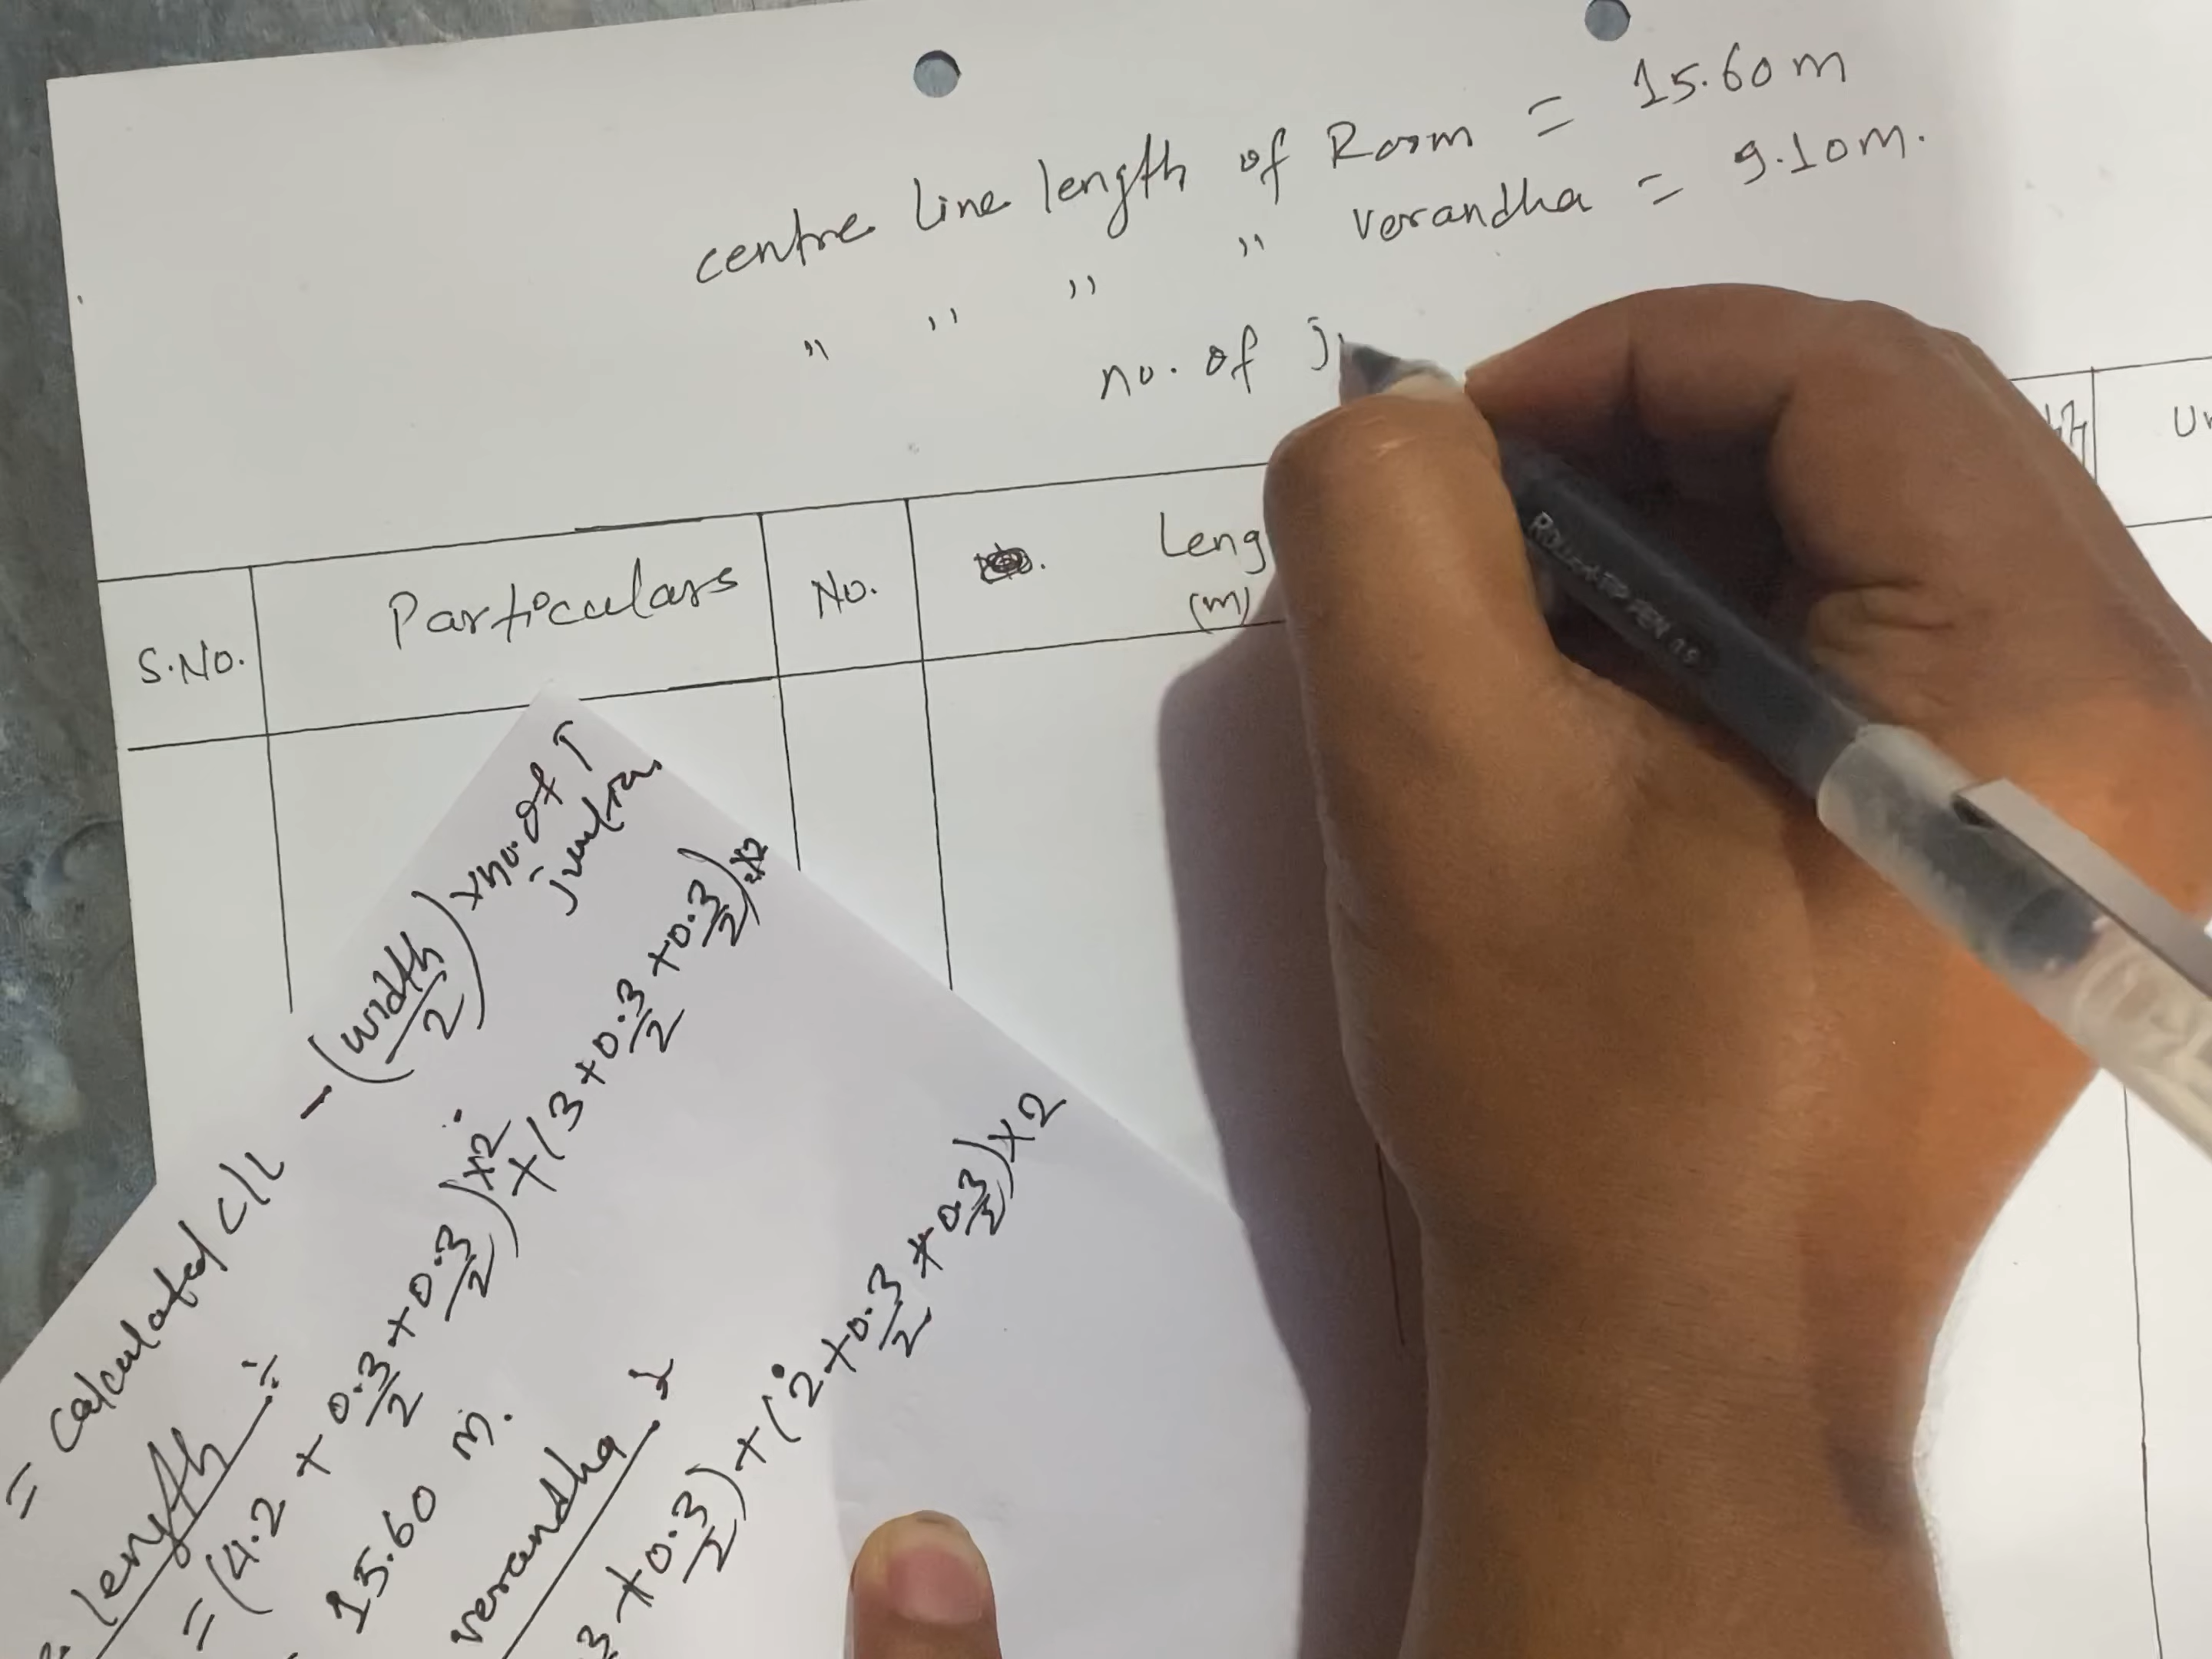 centre line length of Room = 15.60 m
" " " " verandha = 9.10m.
no. of j
S.No. Particulars No. Leng
(m)
= calculated c/l - (width/2) x no. of T
junction
length :-
= (4.2 + 0.3/2 + 0.3/2) x2 + (3 + 0.3/2 + 0.3/2) x2
15.60 m.
verandha
3 + 0.3/2) + (2 + 0.3/2 + 0.3/2) x 2